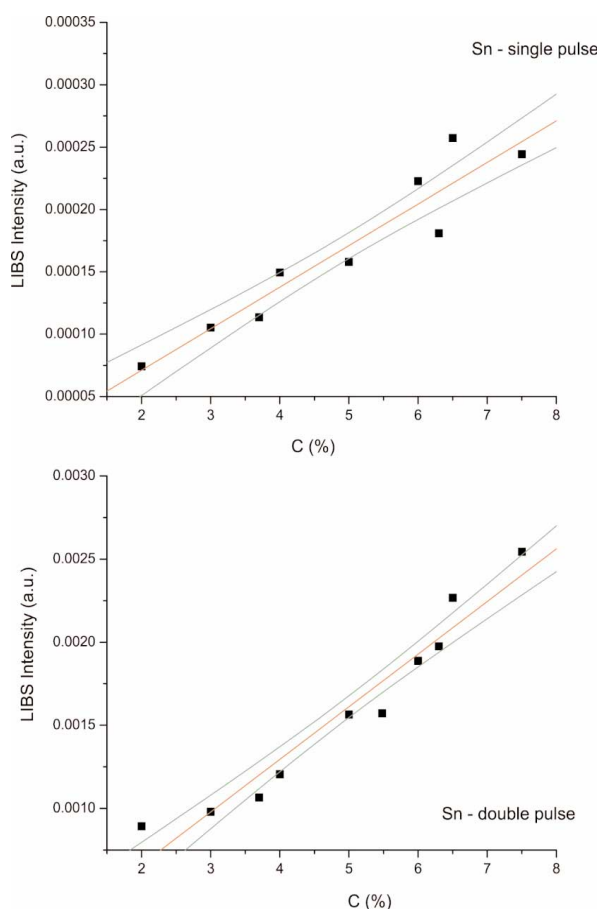 0.00035
Sn - single pulse
0.00030
0.00025
0.00020
0.00015
0.00010
0.00005
LIBS Intensity (a.u.)
2 3 4 5 6 7 8
C (%)
0.0030
0.0025
0.0020
0.0015
0.0010
LIBS Intensity (a.u.)
Sn - double pulse
2 3 4 5 6 7 8
C (%)